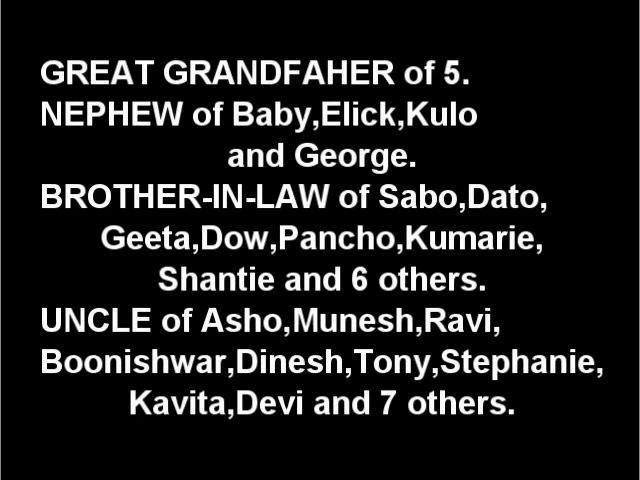 GREAT GRANDFAHER of 5.
NEPHEW of Baby,Elick,Kulo
and George.
BROTHER-IN-LAW of Sabo,Dato,
Geeta,Dow,Pancho,Kumarie,
Shantie and 6 others.
UNCLE of Asho,Munesh,Ravi,
Boonishwar,Dinesh,Tony,Stephanie,
Kavita,Devi and 7 others.